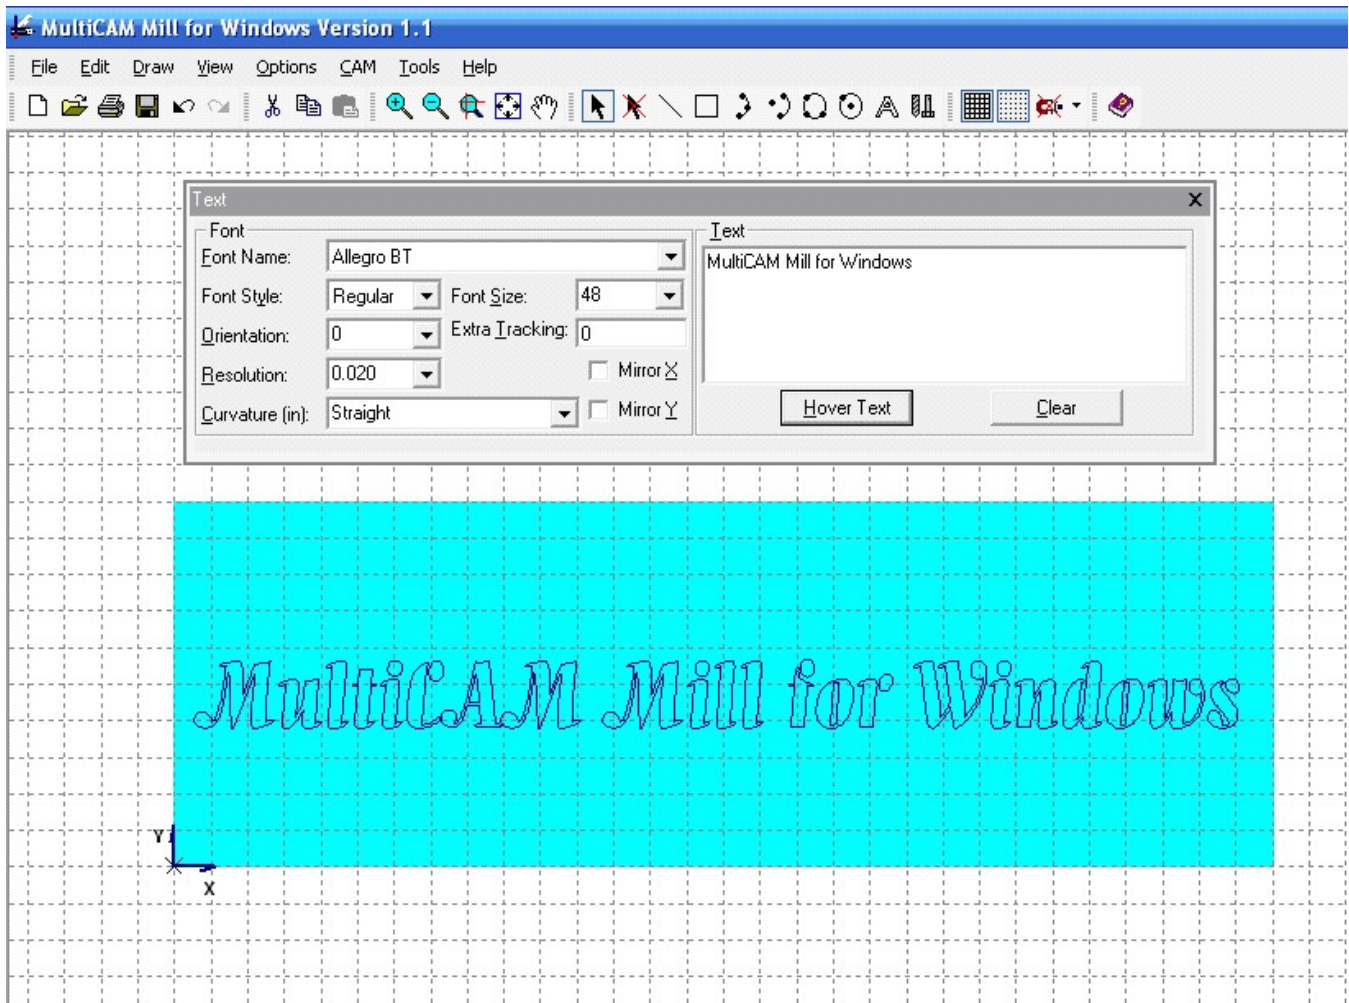 MultiCAM Mill for Windows Version 1.1
File Edit Draw View Options CAM Tools Help
Text X
Font
Font Name: Allegro BT
Font Style: Regular Font Size: 48
Orientation: 0 Extra Tracking: 0
Resolution: 0.020 Mirror X
Curvature (in): Straight Mirror Y
Text
MultiCAM Mill for Windows
Hover Text Clear
MultiCAM Mill for Windows
Y
X